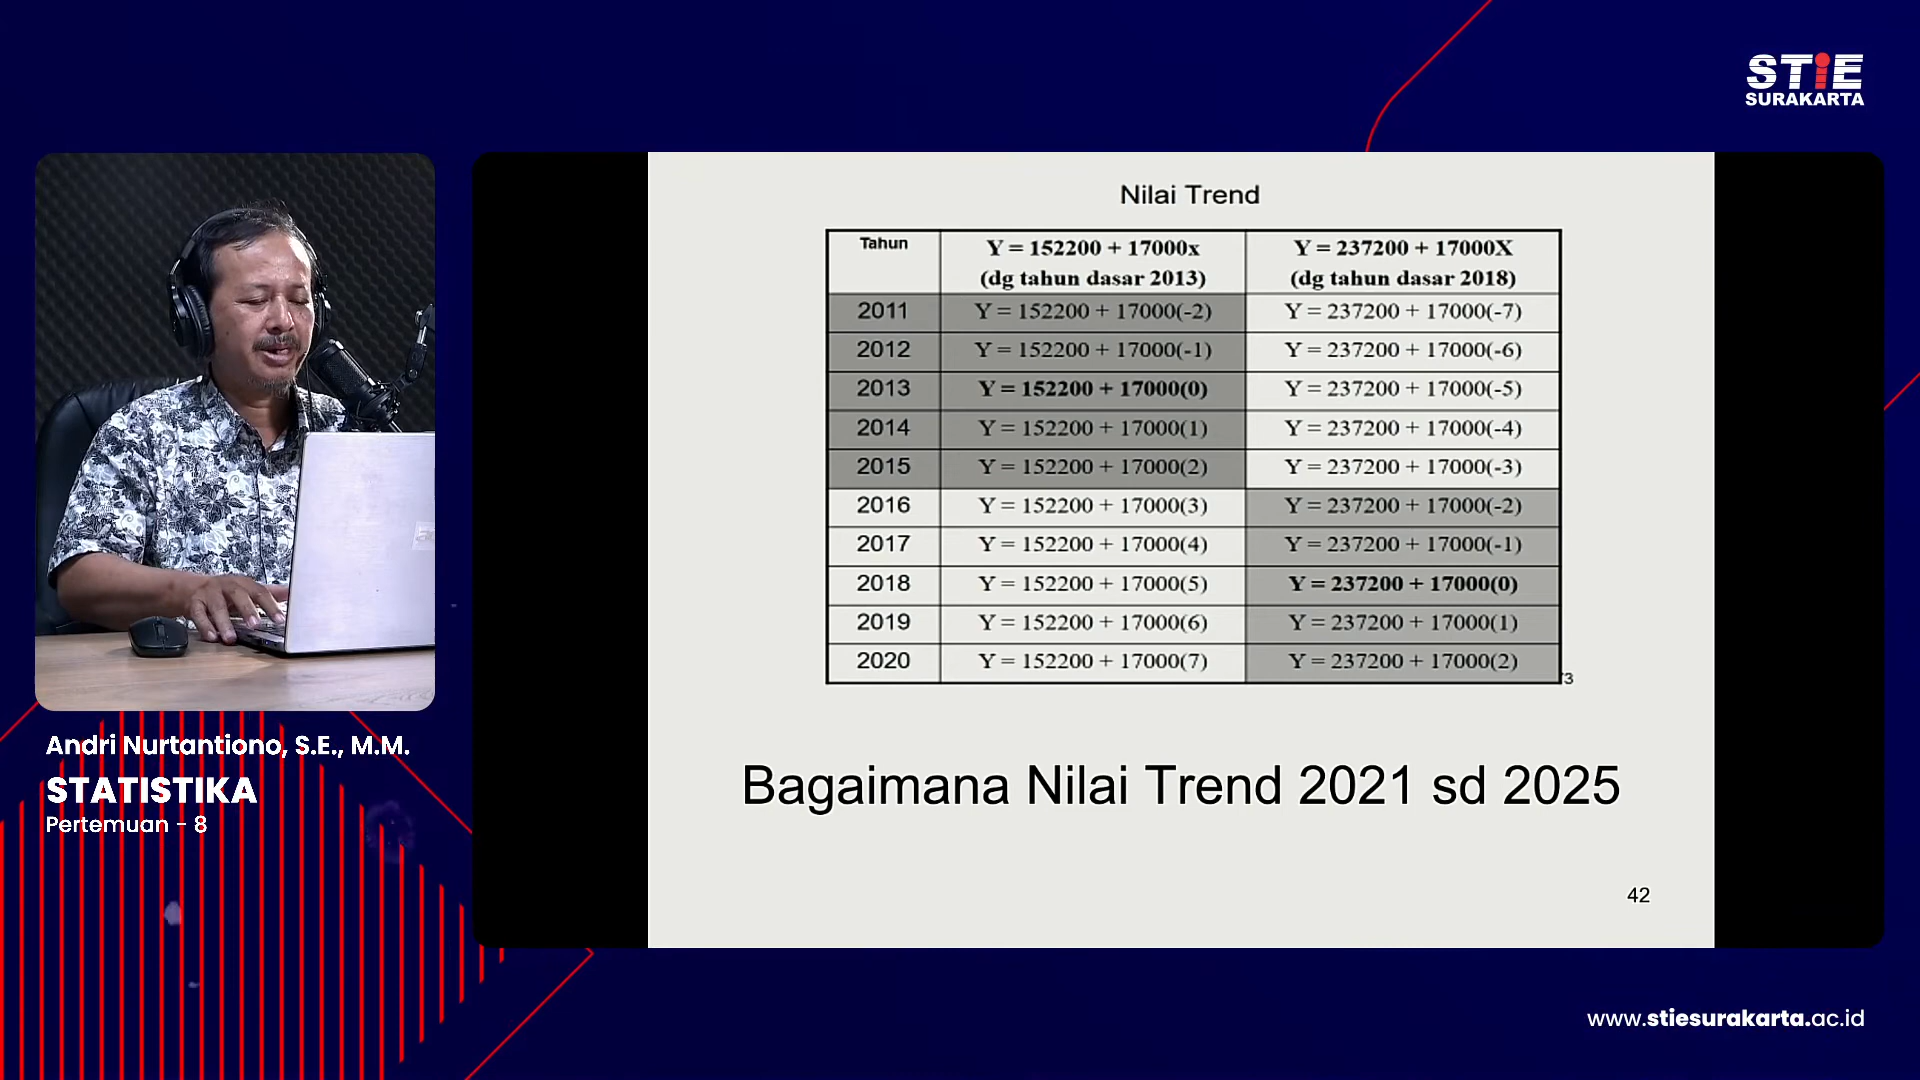 STiE
SURAKARTA
Nilai Trend
Tahun
Y = 152200 + 17000x
(dg tahun dasar 2013)
Y = 237200 + 17000X
(dg tahun dasar 2018)
2011 Y = 152200 + 17000(-2) Y = 237200 + 17000(-7)
2012 Y = 152200 + 17000(-1) Y = 237200 + 17000(-6)
2013 Y = 152200 + 17000(0) Y = 237200 + 17000(-5)
2014 Y = 152200 + 17000(1) Y = 237200 + 17000(-4)
2015 Y = 152200 + 17000(2) Y = 237200 + 17000(-3)
2016 Y = 152200 + 17000(3) Y = 237200 + 17000(-2)
2017 Y = 152200 + 17000(4) Y = 237200 + 17000(-1)
2018 Y = 152200 + 17000(5) Y = 237200 + 17000(0)
2019 Y = 152200 + 17000(6) Y = 237200 + 17000(1)
2020 Y = 152200 + 17000(7) Y = 237200 + 17000(2)
Bagaimana Nilai Trend 2021 sd 2025
42
Andri Nurtantiono, S.E., M.M.
STATISTIKA
Pertemuan - 8
www.stiesurakarta.ac.id